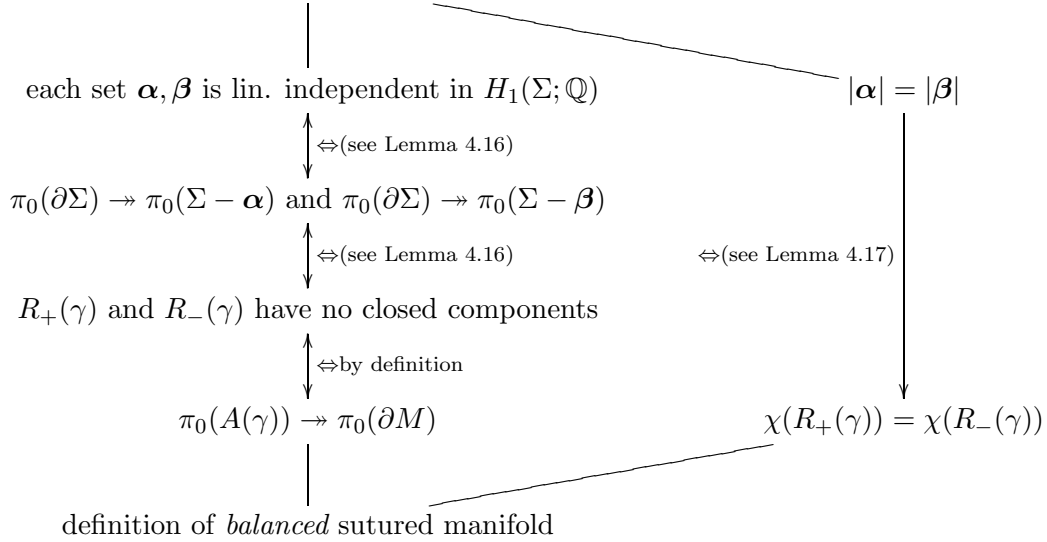 each set α, β is lin. independent in H₁(Σ; ℚ)
|α| = |β|
⇔(see Lemma 4.16)
π₀(∂Σ) ↠ π₀(Σ − α) and π₀(∂Σ) ↠ π₀(Σ − β)
⇔(see Lemma 4.16)
⇔(see Lemma 4.17)
R₊(γ) and R₋(γ) have no closed components
⇔by definition
π₀(A(γ)) ↠ π₀(∂M)
χ(R₊(γ)) = χ(R₋(γ))
definition of balanced sutured manifold